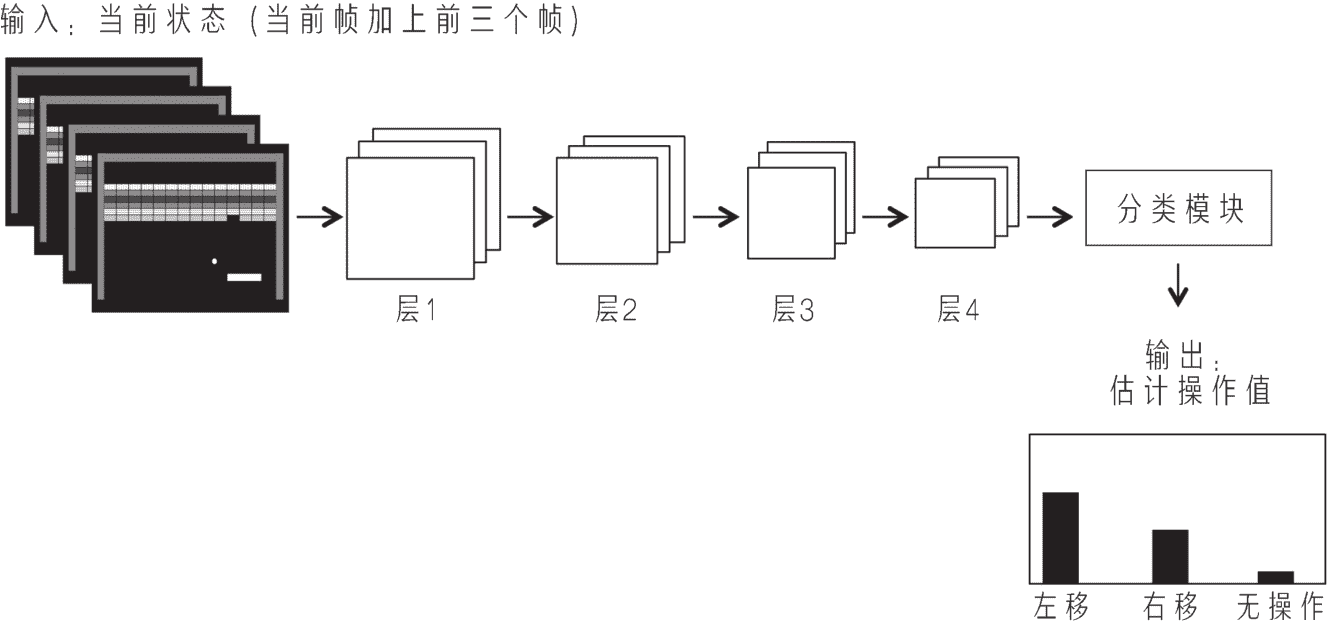 输入：当前状态（当前帧加上前三个帧）
层1
层2
层3
层4
分类模块
输出：
估计操作值
左移
右移
无操作